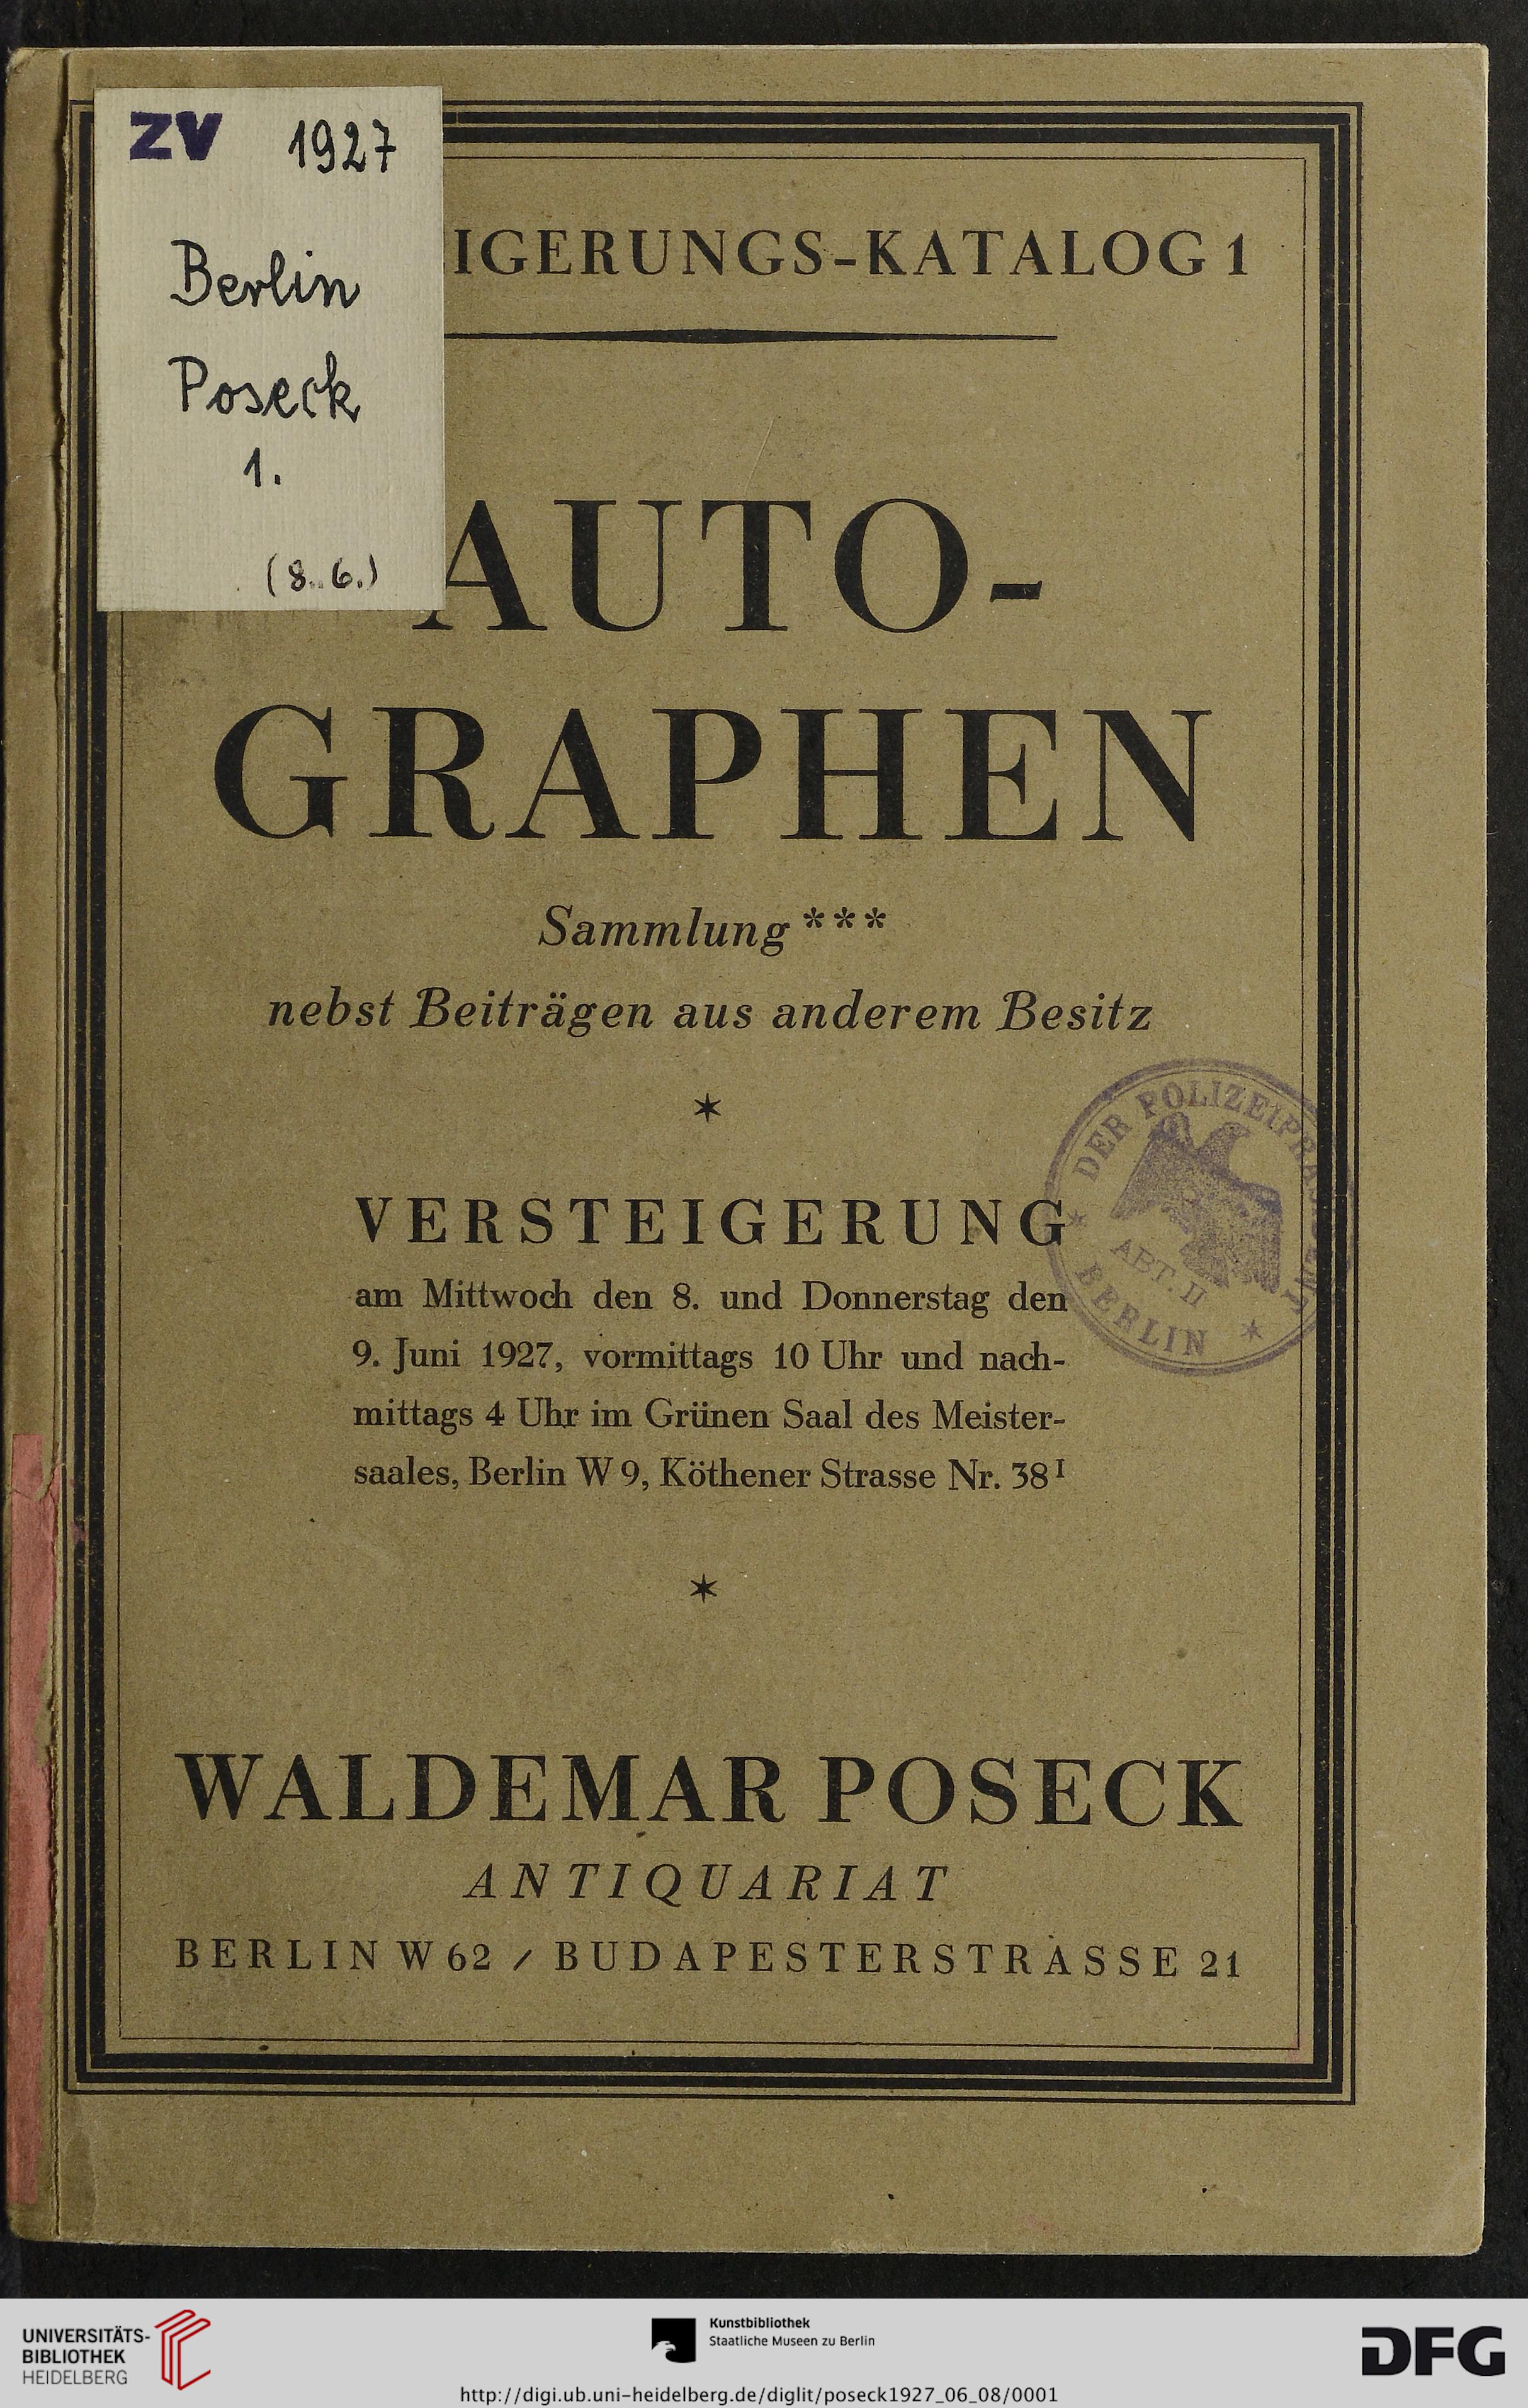 ZV 1927
Berlin
Poseck
1.
(8. 6.)
IGERUNGS-KATALOG 1
AUTO-
GRAPHEN
Sammlung ***
nebst Beiträgen aus anderem Besitz
*
VERSTEIGERUNG
am Mittwoch den 8. und Donnerstag den
9. Juni 1927, vormittags 10 Uhr und nach-
mittags 4 Uhr im Grünen Saal des Meister-
saales, Berlin W 9, Köthener Strasse Nr. 38 I
DER POLIZEIPRÄSIDENT
ABT. II
* BERLIN *
*
WALDEMAR POSECK
ANTIQUARIAT
BERLIN W 62 / BUDAPESTERSTRASSE 21
UNIVERSITÄTS-
BIBLIOTHEK
HEIDELBERG
Kunstbibliothek
Staatliche Museen zu Berlin
DFG
http://digi.ub.uni-heidelberg.de/diglit/poseck1927_06_08/0001